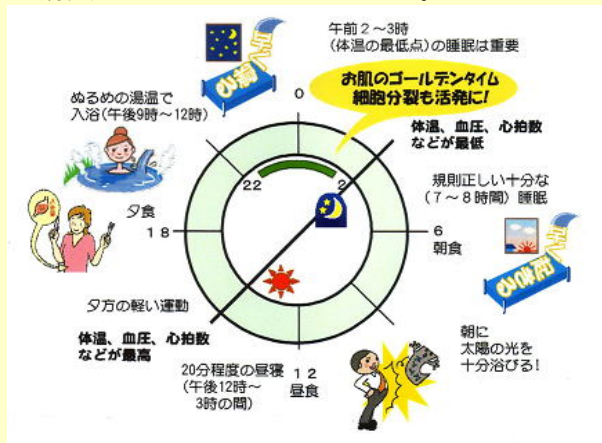 午前２～３時
(体温の最低点)の睡眠は重要
お肌のゴールデンタイム
細胞分裂も活発に！
ぬるめの湯温で
入浴(午後９時～１２時)
0
体温、血圧、心拍数
などが最低
22
2
規則正しい十分な
(７～８時間)睡眠
夕食
18
6
朝食
夕方の軽い運動
体温、血圧、心拍数
などが最高
朝に
太陽の光を
十分浴びる！
20分程度の昼寝
(午後12時～
3時の間)
12
昼食